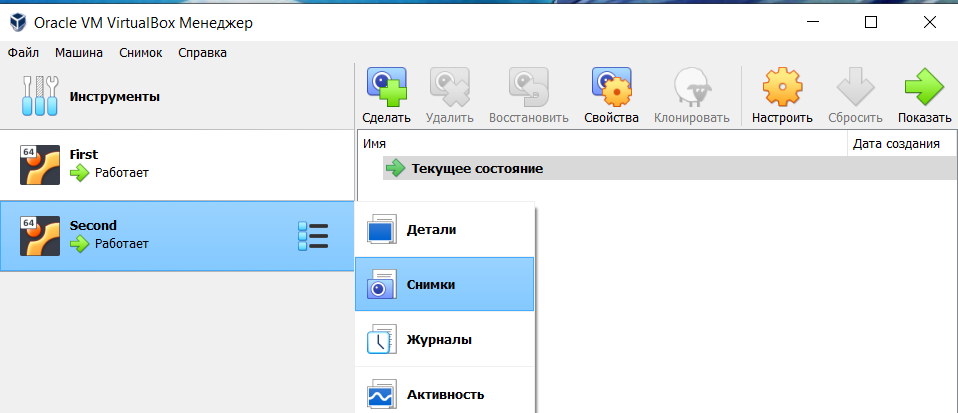 Oracle VM VirtualBox Менеджер
Файл Машина Снимок Справка
Инструменты
Сделать Удалить Восстановить Свойства Клонировать Настроить Сбросить Показать
Имя Дата создания
Текущее состояние
64 First
Работает
64 Second
Работает
Детали
Снимки
Журналы
Активность